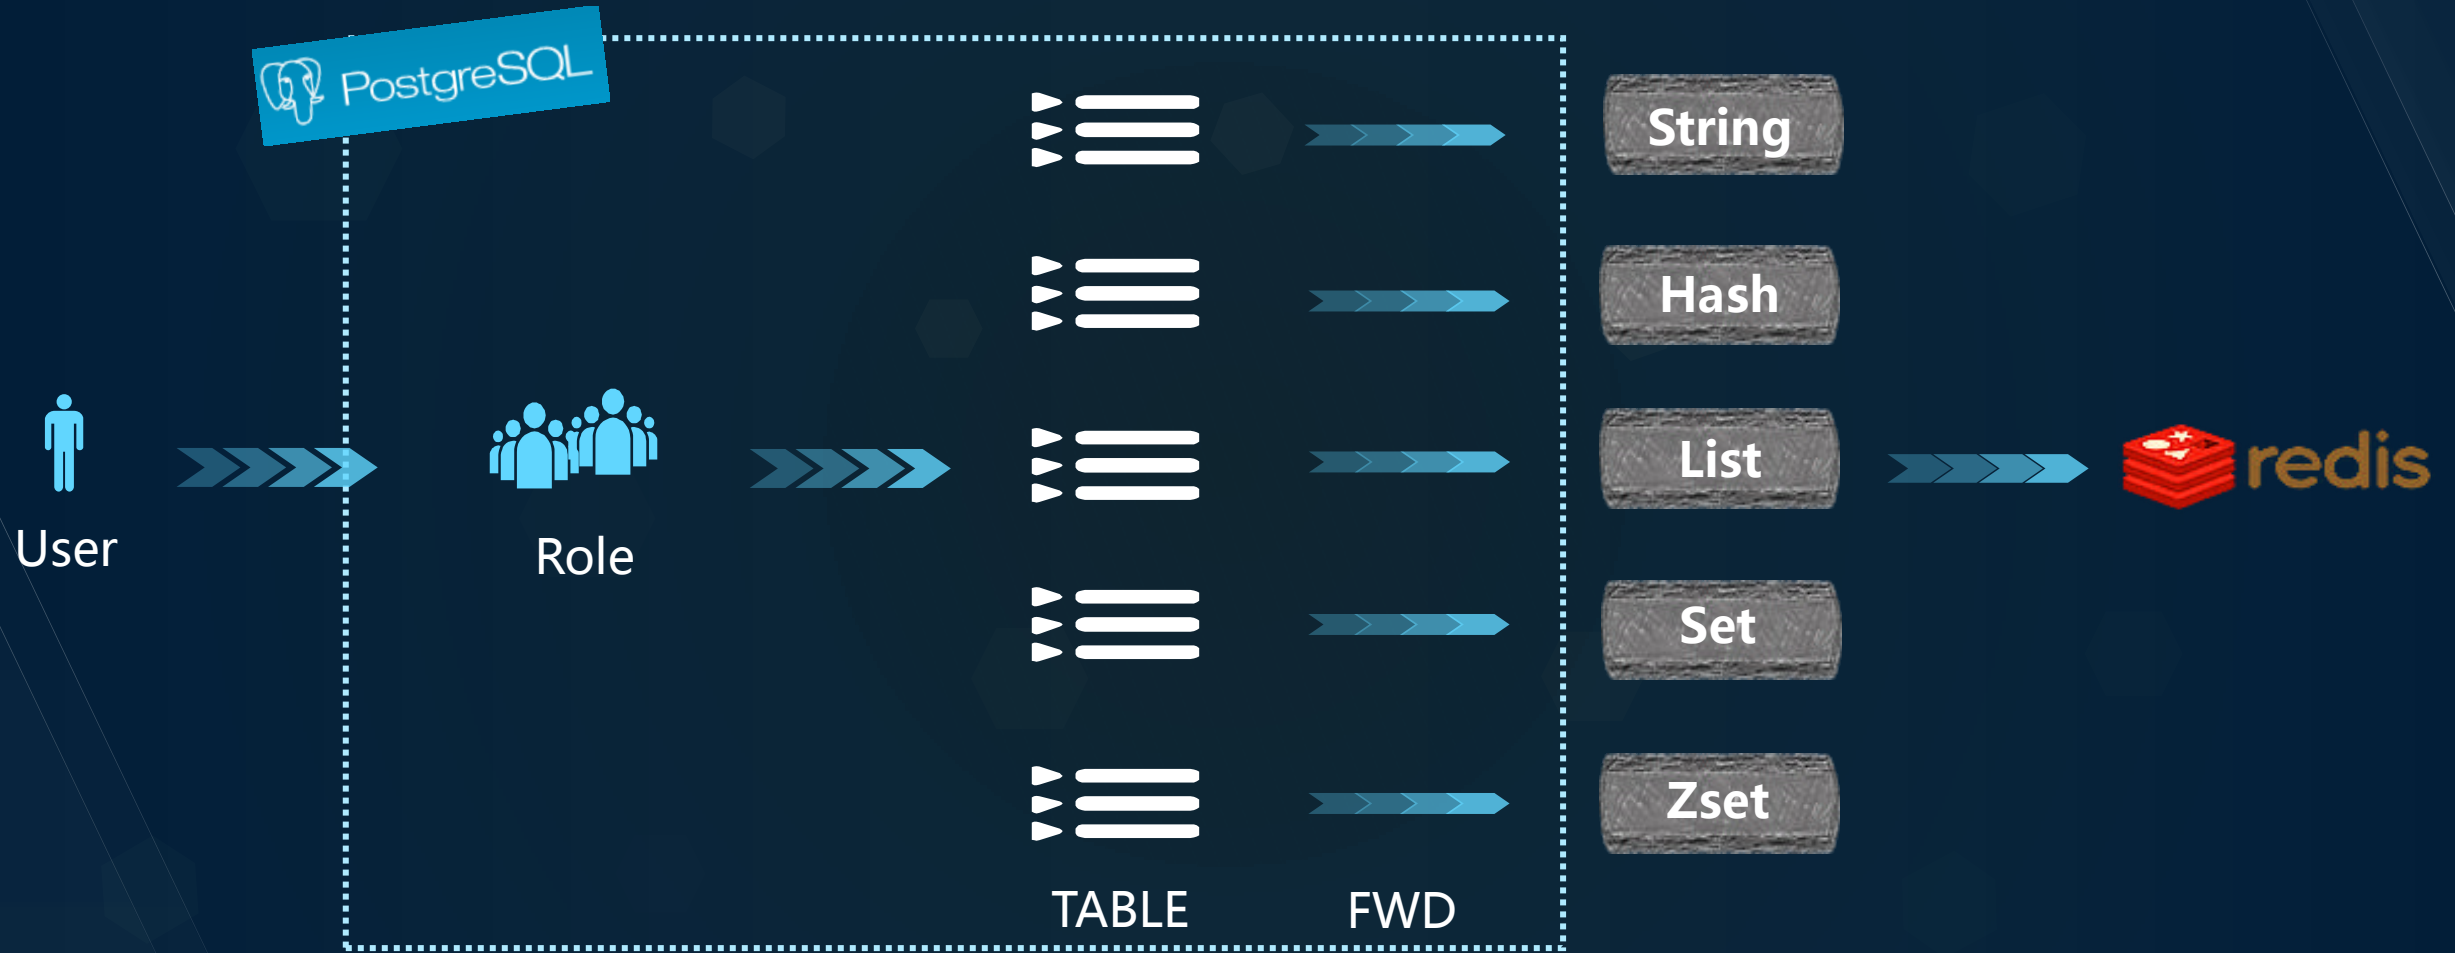 PostgreSQL
String
Hash
List
redis
User
Role
Set
Zset
TABLE
FWD